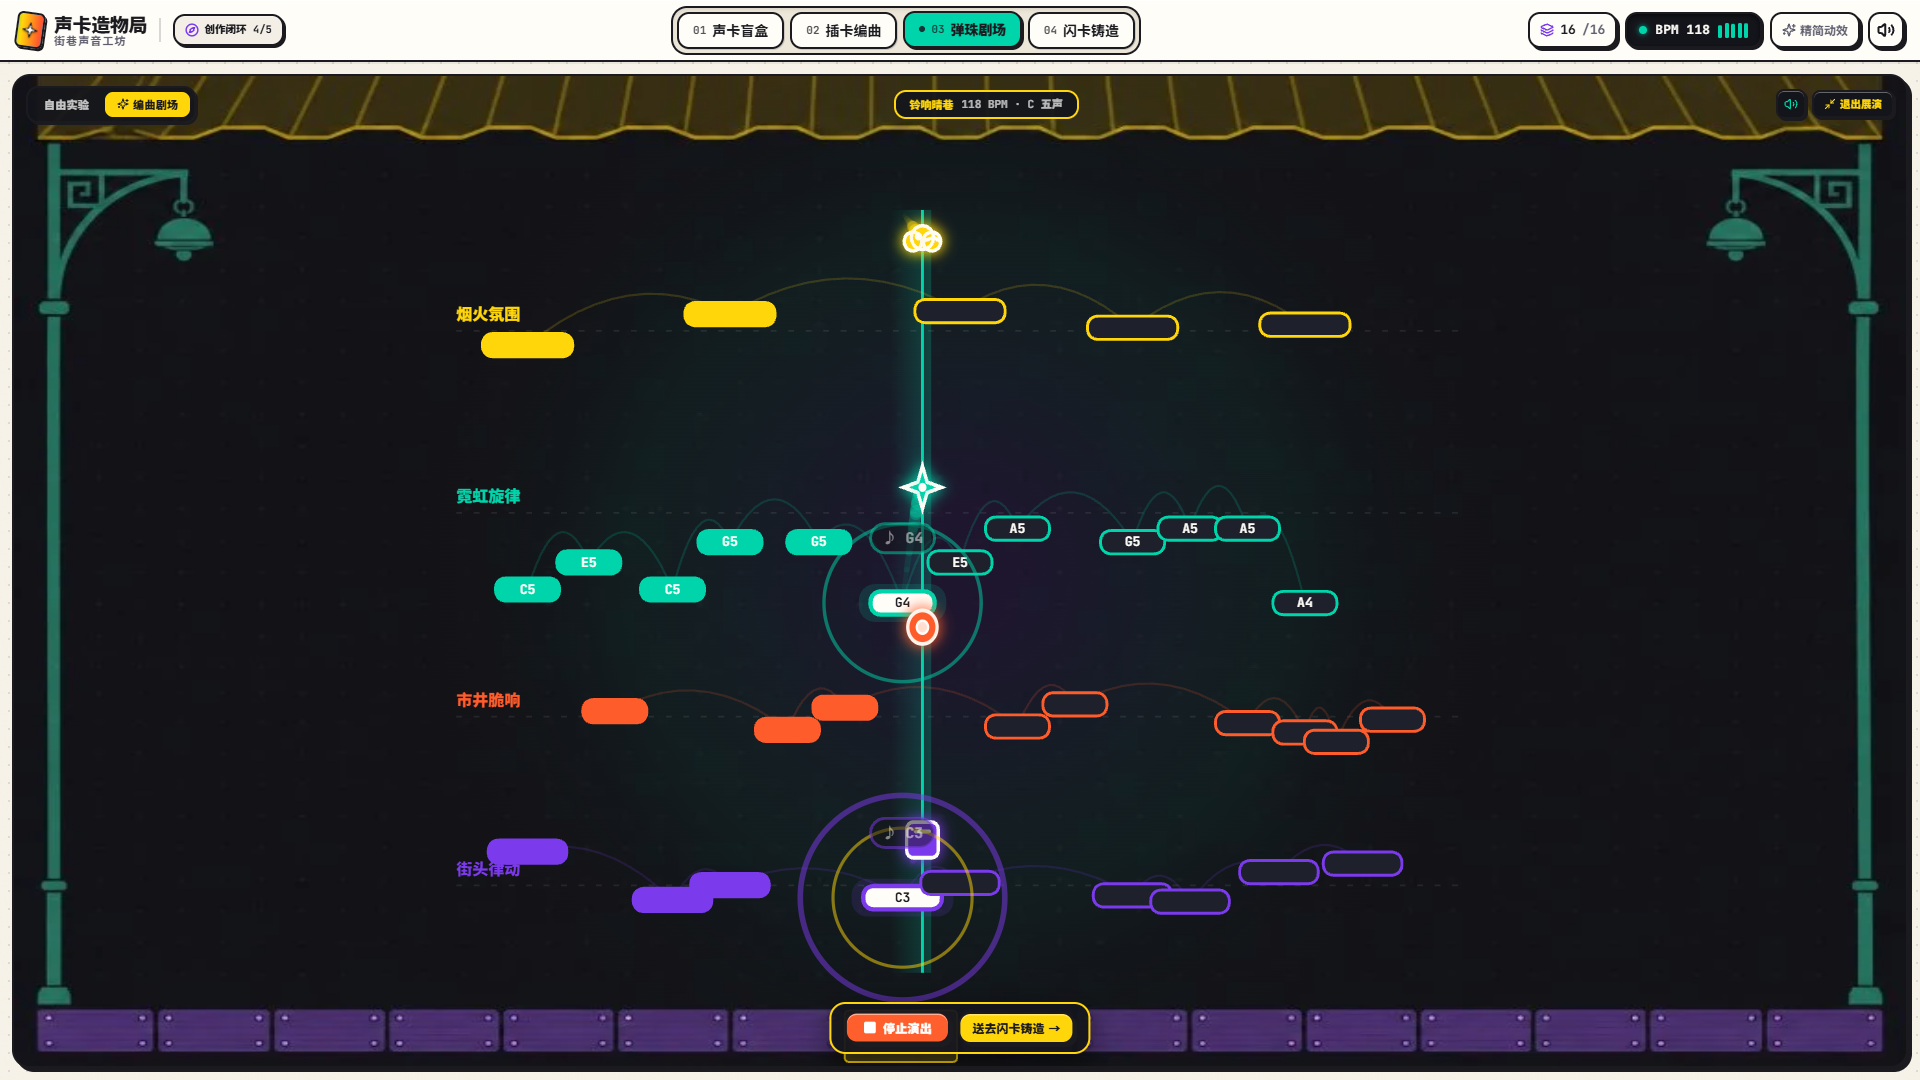 声卡造物局
街巷声音工坊
创作闭环 4/5
01 声卡盲盒
02 插卡编曲
03 弹珠剧场
04 闪卡铸造
16 /16
BPM 118
精简动效
自由实验
编曲剧场
铃响晴巷 118 BPM · C 五声
退出展演
烟火氛围
霓虹旋律
C5
E5
C5
G5
G5
♪ G4
G4
E5
A5
G5
A5
A5
A4
市井脆响
街头律动
♪ C3
C3
停止演出
送去闪卡铸造 →